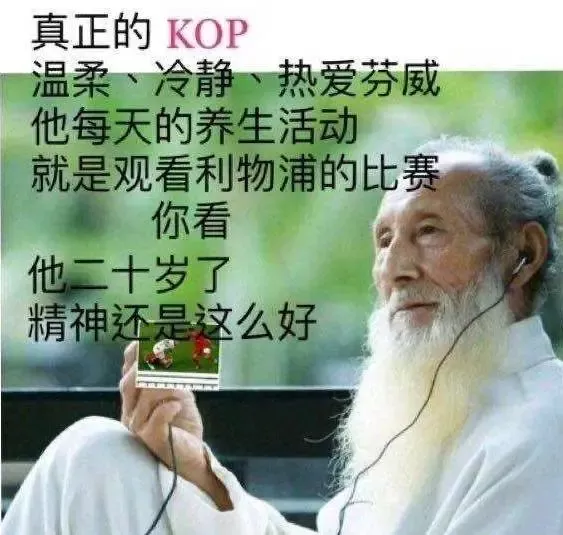 真正的 KOP
温柔、冷静、热爱芬威
他每天的养生活动
就是观看利物浦的比赛
你看
他二十岁了
精神还是这么好